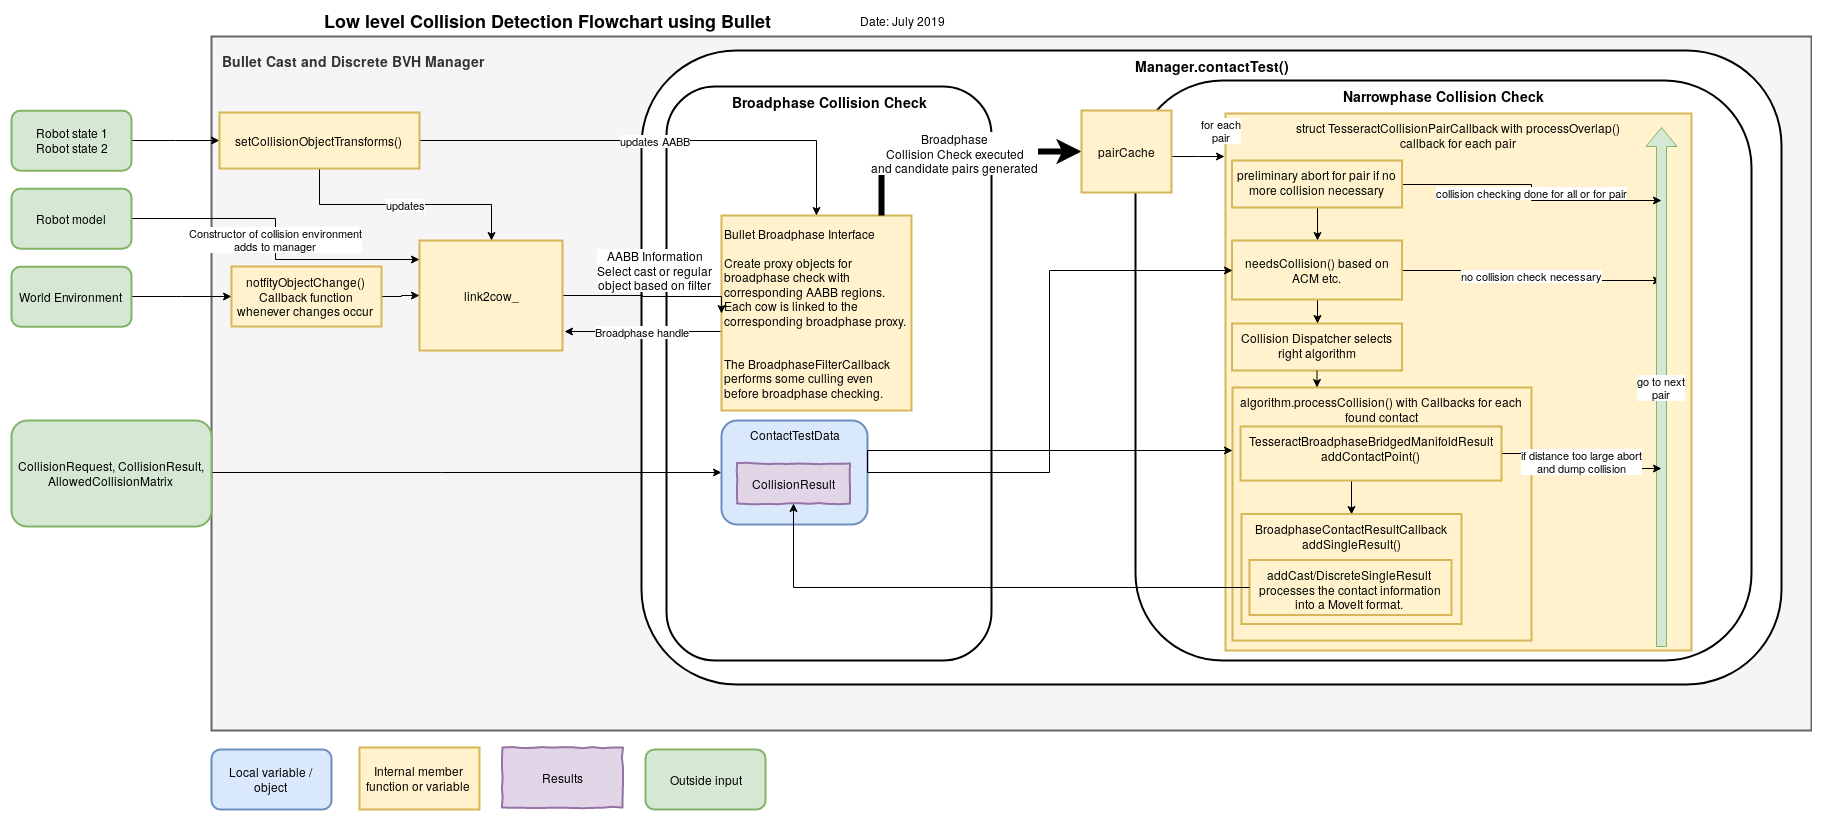 Low level Collision Detection Flowchart using Bullet
Date: July 2019
Bullet Cast and Discrete BVH Manager
Manager.contactTest()
Broadphase Collision Check
Narrowphase Collision Check
Robot state 1
Robot state 2
setCollisionObjectTransforms()
updates AABB
updates
Robot model
Constructor of collision environment
adds to manager
World Environment
notfityObjectChange()
Callback function
whenever changes occur
link2cow_
AABB Information
Select cast or regular
object based on filter
Broadphase handle
Broadphase
Collision Check executed
and candidate pairs generated
Bullet Broadphase Interface
Create proxy objects for
broadphase check with
corresponding AABB regions.
Each cow is linked to the
corresponding broadphase proxy.
The BroadphaseFilterCallback
performs some culling even
before broadphase checking.
pairCache
for each
pair
struct TesseractCollisionPairCallback with processOverlap()
callback for each pair
preliminary abort for pair if no
more collision necessary
collision checking done for all or for pair
needsCollision() based on
ACM etc.
no collision check necessary
Collision Dispatcher selects
right algorithm
go to next
pair
algorithm.processCollision() with Callbacks for each
found contact
TesseractBroadphaseBridgedManifoldResult
addContactPoint()
if distance too large abort
and dump collision
BroadphaseContactResultCallback
addSingleResult()
addCast/DiscreteSingleResult
processes the contact information
into a MoveIt format.
CollisionRequest, CollisionResult,
AllowedCollisionMatrix
ContactTestData
CollisionResult
Local variable /
object
Internal member
function or variable
Results
Outside input